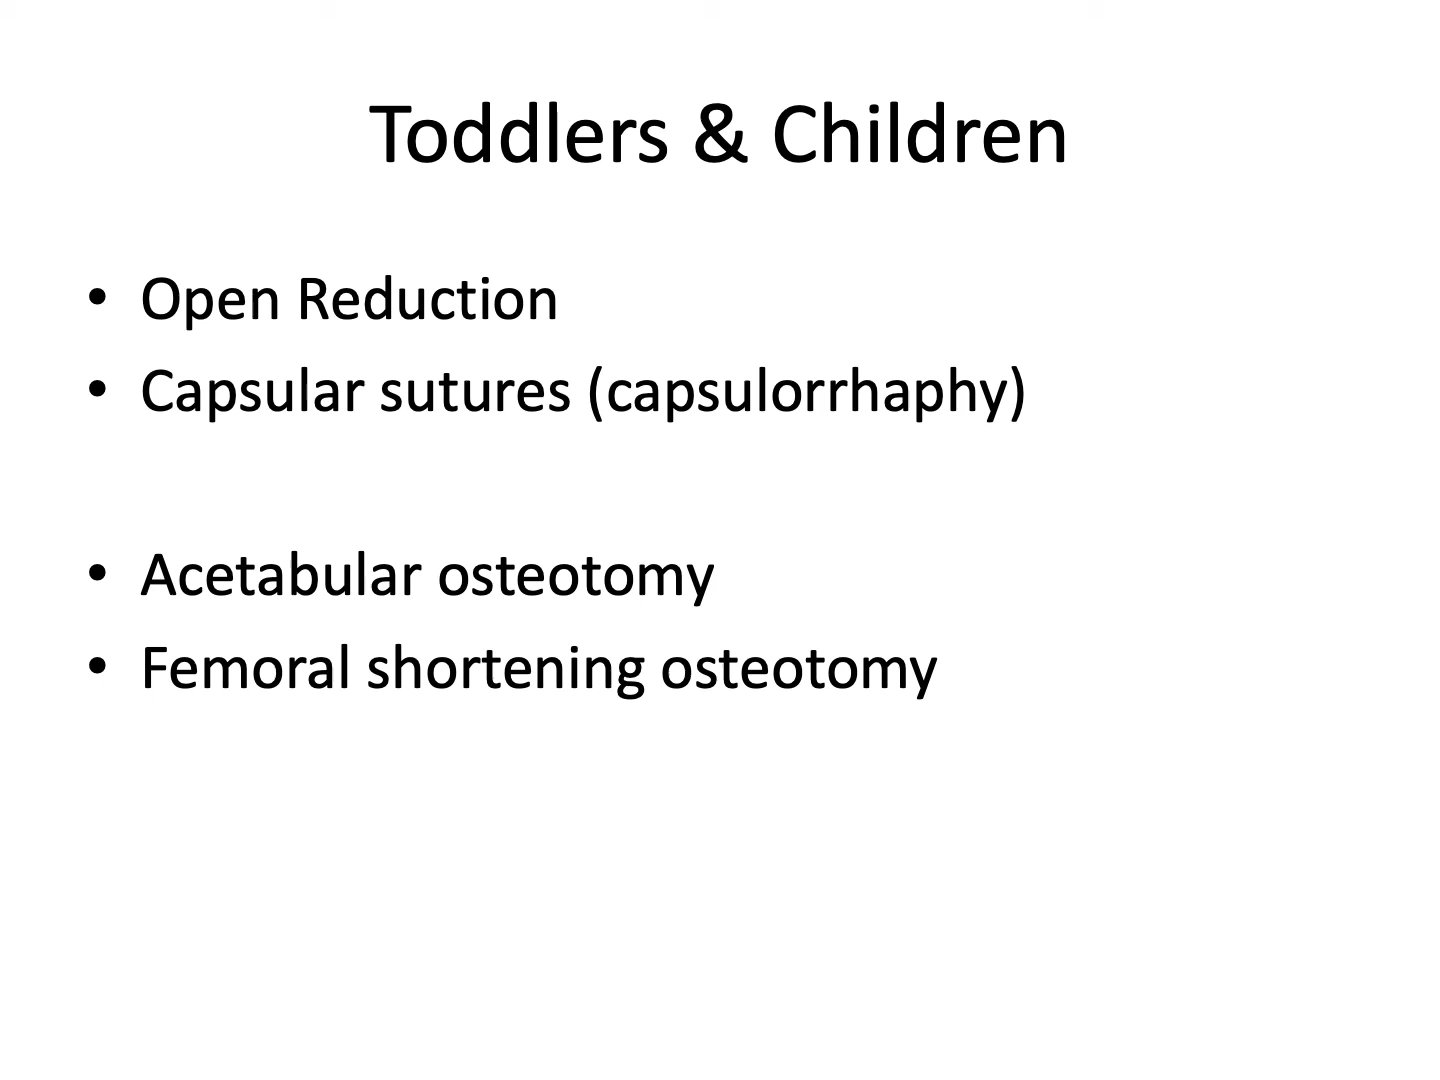 Toddlers & Children
• Open Reduction
• Capsular sutures (capsulorrhaphy)
• Acetabular osteotomy
• Femoral shortening osteotomy